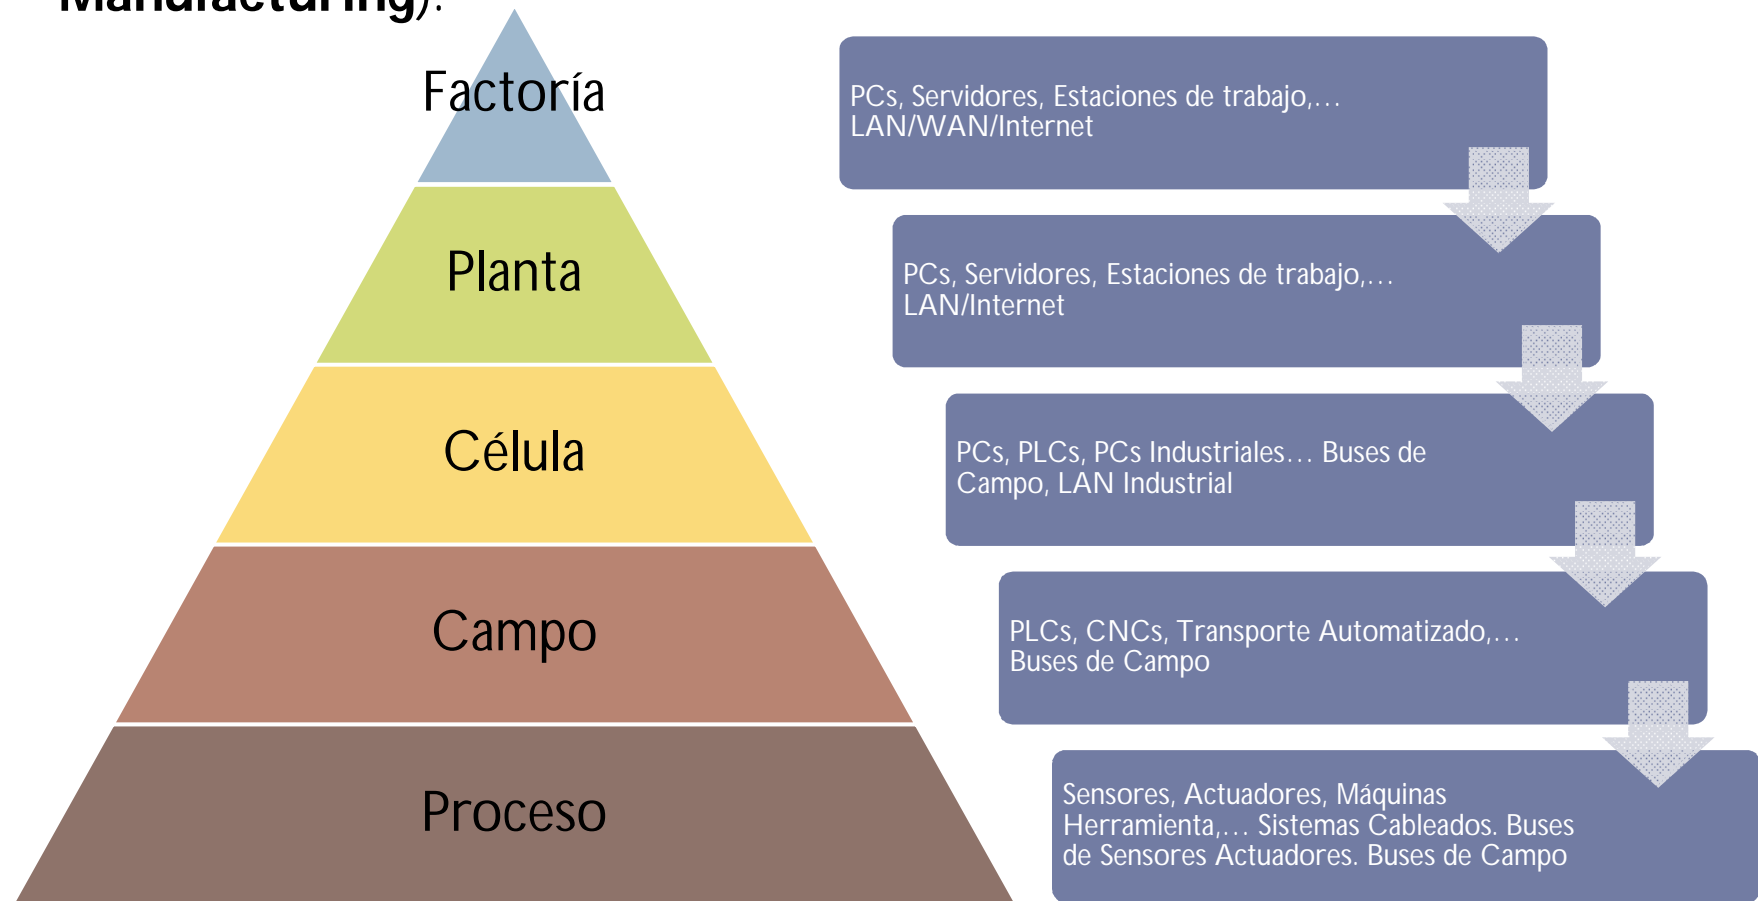 Manufacturing).
Factoría
PCs, Servidores, Estaciones de trabajo,…
LAN/WAN/Internet
Planta
PCs, Servidores, Estaciones de trabajo,…
LAN/Internet
Célula
PCs, PLCs, PCs Industriales… Buses de
Campo, LAN Industrial
Campo
PLCs, CNCs, Transporte Automatizado,…
Buses de Campo
Proceso
Sensores, Actuadores, Máquinas
Herramienta,… Sistemas Cableados. Buses
de Sensores Actuadores. Buses de Campo